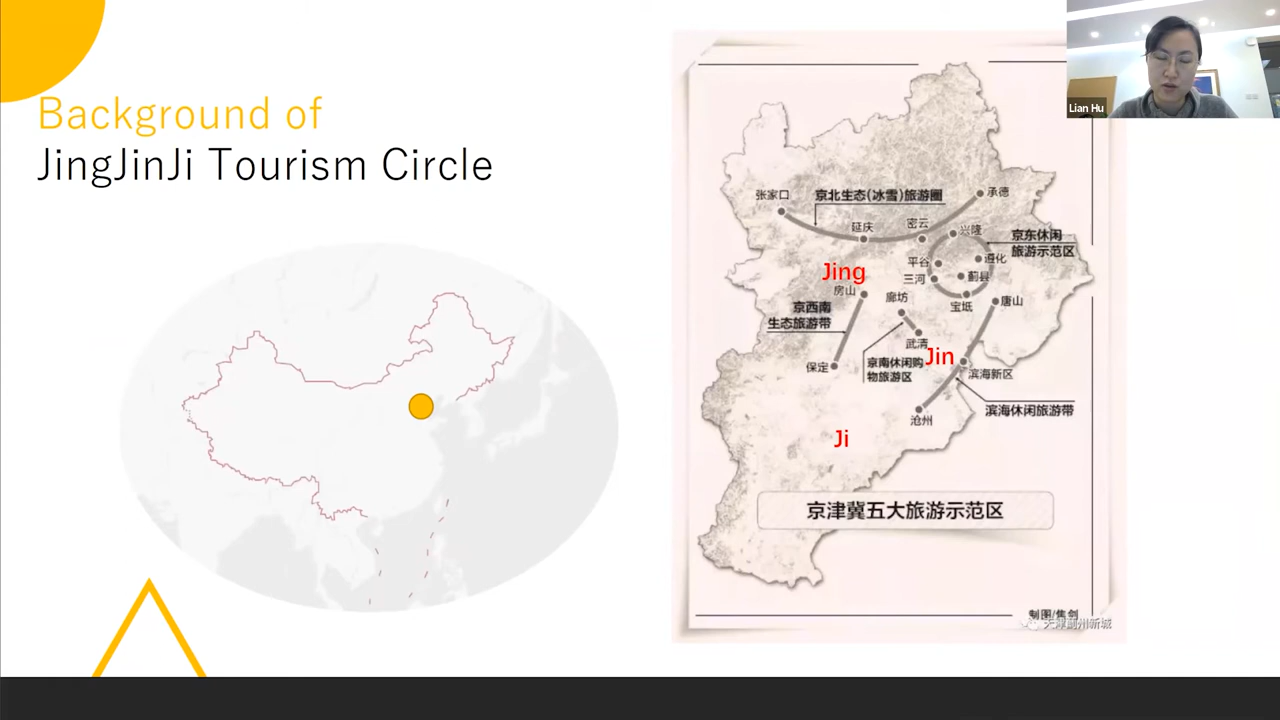 Background of
JingJinJi Tourism Circle
Lian Hu
张家口
京北生态(冰雪)旅游圈
承德
延庆
密云
兴隆
京东休闲
旅游示范区
Jing
平谷
遵化
三河
蓟县
房山
廊坊
宝坻
唐山
京西南
生态旅游带
武清
Jin
保定
京南休闲购
物旅游区
滨海新区
沧州
滨海休闲旅游带
Ji
京津冀五大旅游示范区
制图/焦剑
天津蓟州新城